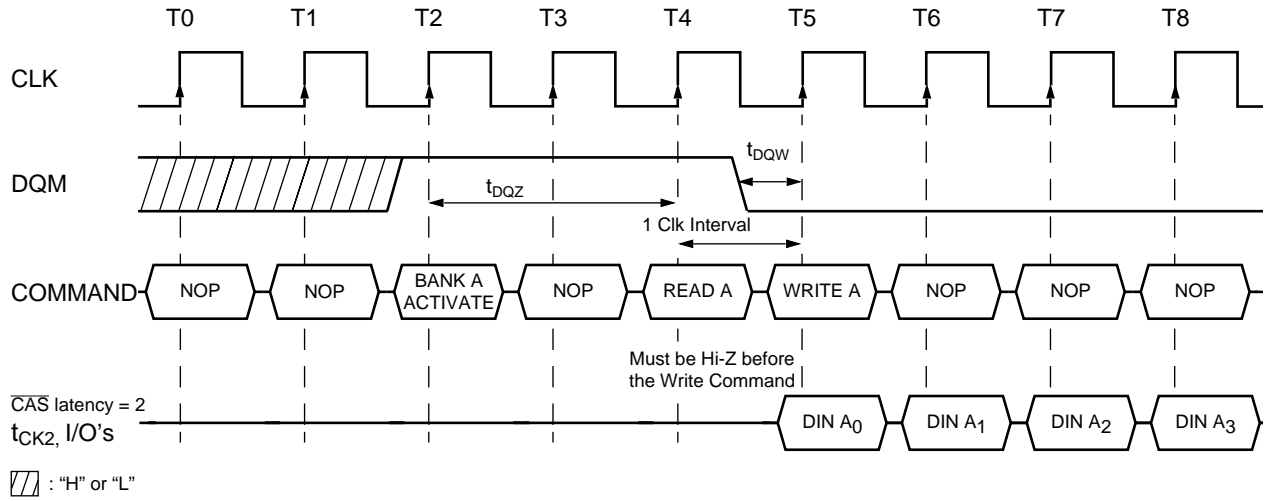 T0 T1 T2 T3 T4 T5 T6 T7 T8
CLK
DQM
tDQW
tDQZ
1 Clk Interval
COMMAND NOP NOP BANK A ACTIVATE NOP READ A WRITE A NOP NOP NOP
Must be Hi-Z before
the Write Command
CAS latency = 2
tCK2, I/O's
DIN A0 DIN A1 DIN A2 DIN A3
: “H” or “L”